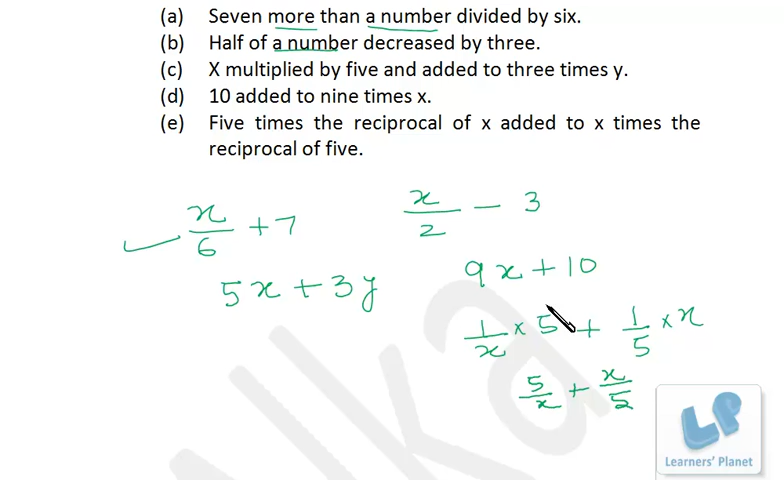 (a) Seven more than a number divided by six.
(b) Half of a number decreased by three.
(c) X multiplied by five and added to three times y.
(d) 10 added to nine times x.
(e) Five times the reciprocal of x added to x times the
reciprocal of five.
x/6 + 7
x/2 - 3
5x + 3y
9x + 10
1/x × 5 + 1/5 × x
5/x + x/5
LP
Learners' Planet